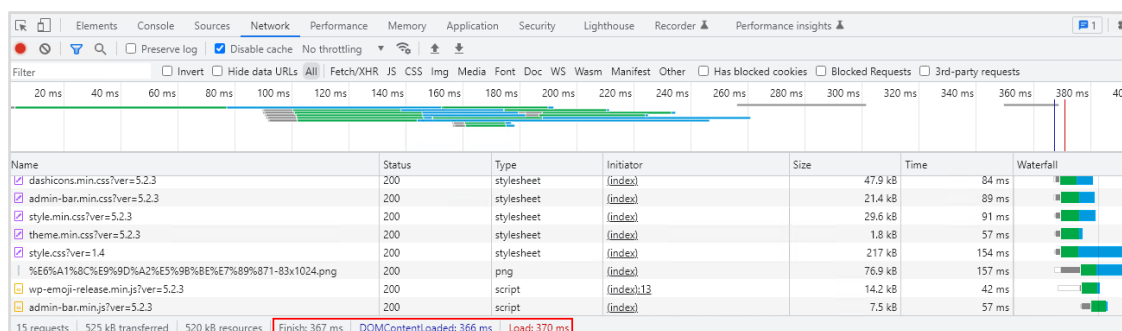 Elements Console Sources Network Performance Memory Application Security Lighthouse Recorder Performance insights 1
Preserve log Disable cache No throttling
Filter Invert Hide data URLs All Fetch/XHR JS CSS Img Media Font Doc WS Wasm Manifest Other Has blocked cookies Blocked Requests 3rd-party requests
20 ms 40 ms 60 ms 80 ms 100 ms 120 ms 140 ms 160 ms 180 ms 200 ms 220 ms 240 ms 260 ms 280 ms 300 ms 320 ms 340 ms 360 ms 380 ms 40
Name Status Type Initiator Size Time Waterfall
dashicons.min.css?ver=5.2.3 200 stylesheet (index) 47.9 kB 84 ms
admin-bar.min.css?ver=5.2.3 200 stylesheet (index) 21.4 kB 89 ms
style.min.css?ver=5.2.3 200 stylesheet (index) 29.6 kB 91 ms
theme.min.css?ver=5.2.3 200 stylesheet (index) 1.8 kB 57 ms
style.css?ver=1.4 200 stylesheet (index) 217 kB 154 ms
%E6%A1%8C%E9%9D%A2%E5%9B%BE%E7%89%871-83x1024.png 200 png (index) 76.9 kB 157 ms
wp-emoji-release.min.js?ver=5.2.3 200 script (index):13 14.2 kB 42 ms
admin-bar.min.js?ver=5.2.3 200 script (index) 7.5 kB 57 ms
15 requests 525 kB transferred 520 kB resources Finish: 367 ms DOMContentLoaded: 366 ms Load: 370 ms